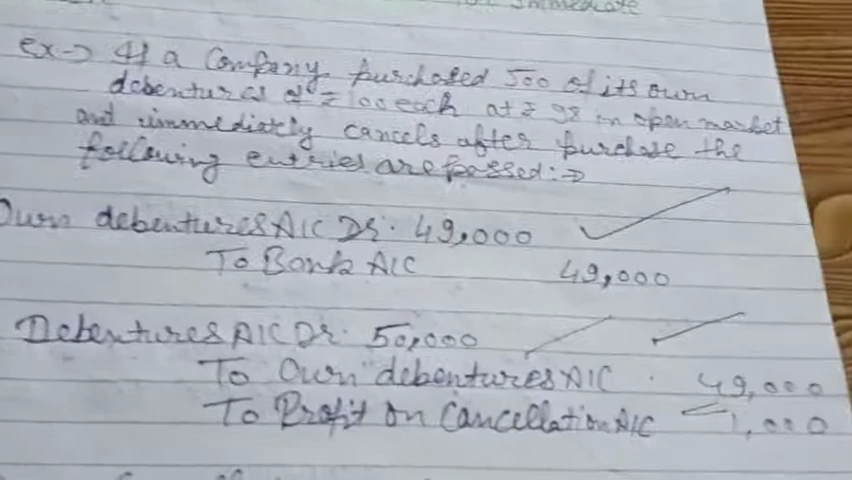 Immediate
ex-> If a Company purchased 500 of its own
debentures of ₹ 100 each at ₹ 98 in open market
and immediately cancels after purchase the
following entries are passed:->
Own debentures A/C Dr. 49,000
To Bank A/C 49,000
Debentures A/C Dr. 50,000
To Own debentures A/C . 49,000
To Profit on Cancellation A/C 1,000